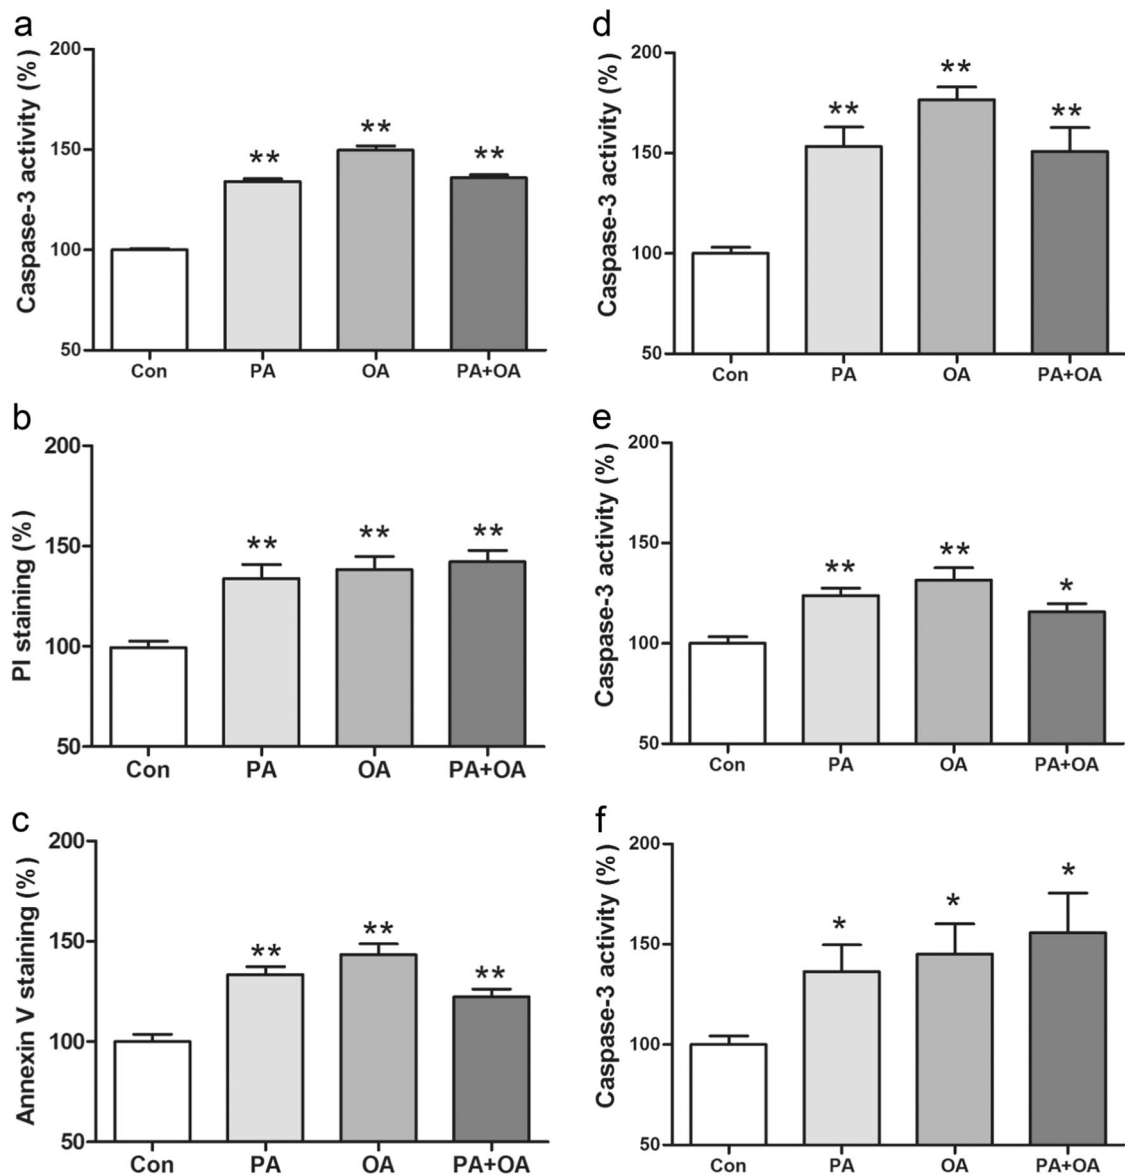 a
Caspase-3 activity (%)
200
150
100
50
**
**
**
Con PA OA PA+OA
b
PI staining (%)
200
150
100
50
**
**
**
Con PA OA PA+OA
c
Annexin V staining (%)
200
150
100
50
**
**
**
Con PA OA PA+OA
d
Caspase-3 activity (%)
200
150
100
50
**
**
**
Con PA OA PA+OA
e
Caspase-3 activity (%)
200
150
100
50
**
**
*
Con PA OA PA+OA
f
Caspase-3 activity (%)
200
150
100
50
*
*
*
Con PA OA PA+OA